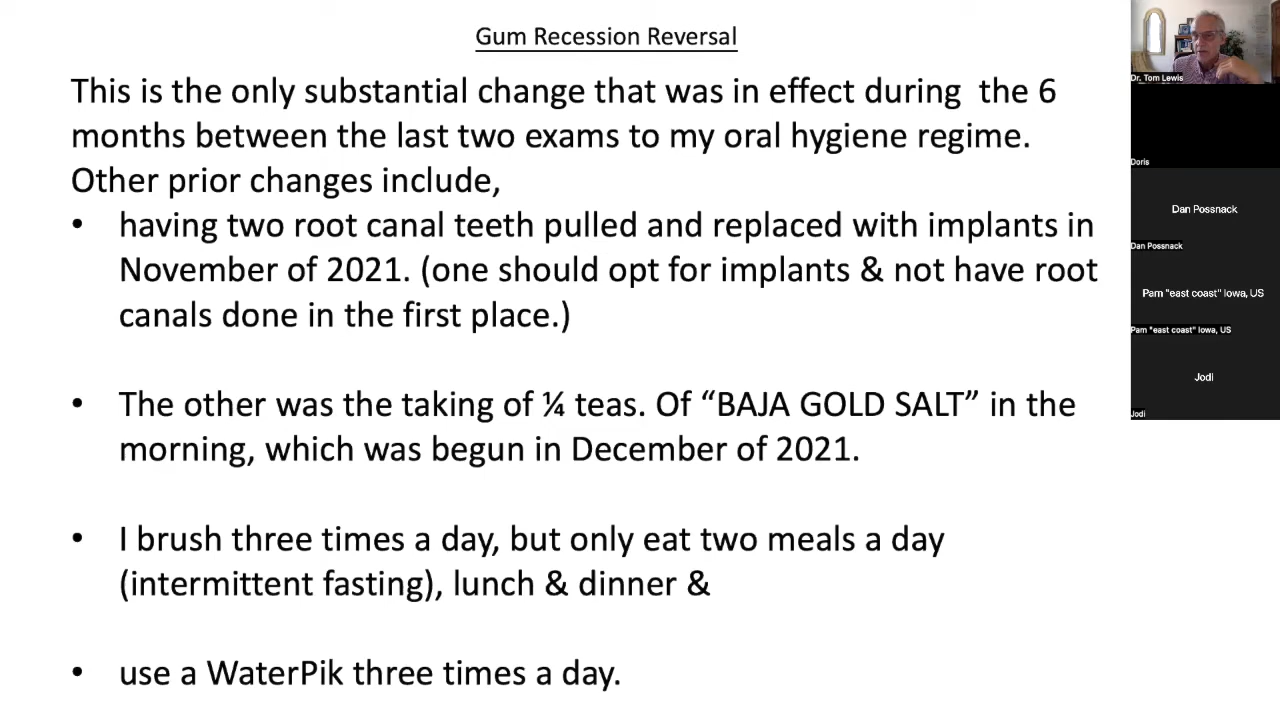 Gum Recession Reversal
This is the only substantial change that was in effect during  the 6
months between the last two exams to my oral hygiene regime.
Other prior changes include,
• having two root canal teeth pulled and replaced with implants in
November of 2021. (one should opt for implants & not have root
canals done in the first place.)
• The other was the taking of ¼ teas. Of “BAJA GOLD SALT” in the
morning, which was begun in December of 2021.
• I brush three times a day, but only eat two meals a day
(intermittent fasting), lunch & dinner &
• use a WaterPik three times a day.
Dr. Tom Lewis
Doris
Dan Possnack
Dan Possnack
Pam "east coast" Iowa, US
Pam "east coast" Iowa, US
Jodi
Jodi